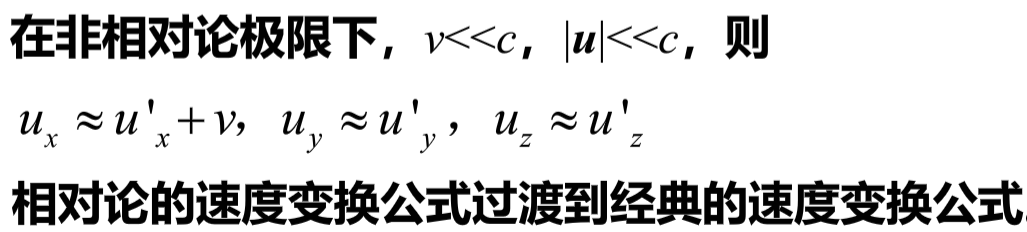 在非相对论极限下，v<<c，|u|<<c，则
u_x ≈ u'_x + v， u_y ≈ u'_y ， u_z ≈ u'_z
相对论的速度变换公式过渡到经典的速度变换公式.